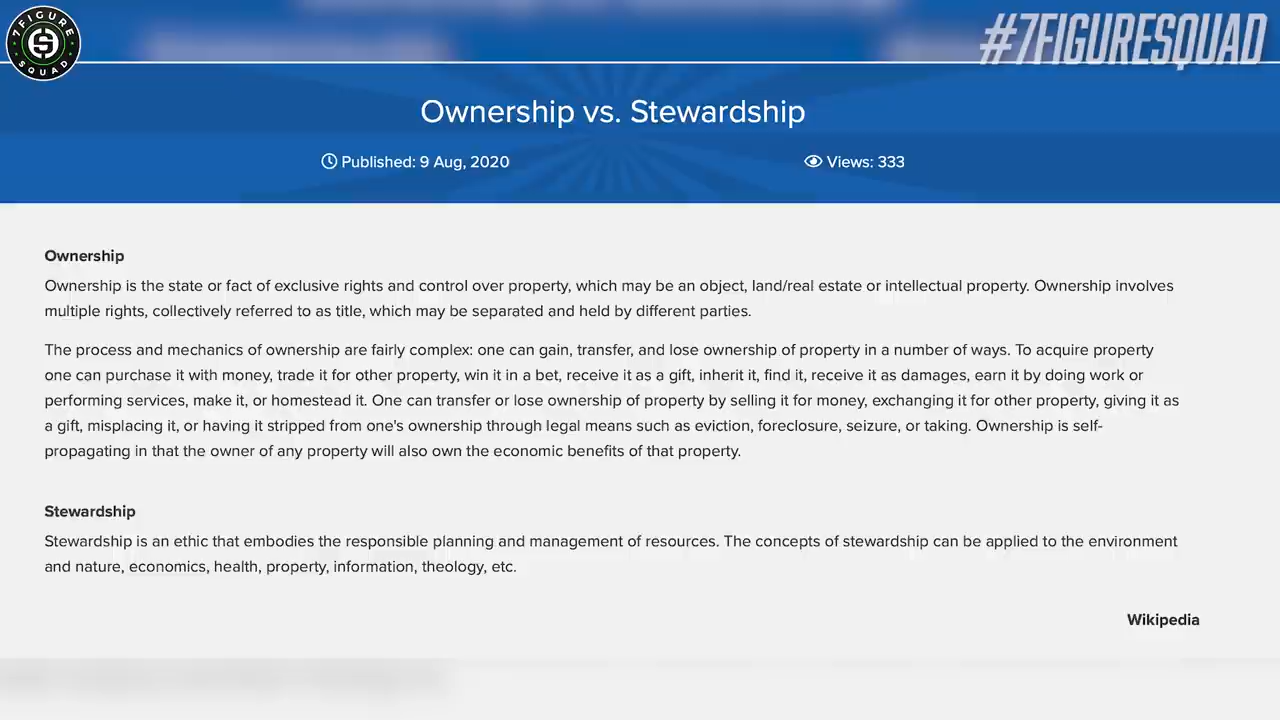 7 FIGURE
SQUAD
#7FIGURESQUAD
Ownership vs. Stewardship
Published: 9 Aug, 2020
Views: 333
Ownership
Ownership is the state or fact of exclusive rights and control over property, which may be an object, land/real estate or intellectual property. Ownership involves
multiple rights, collectively referred to as title, which may be separated and held by different parties.
The process and mechanics of ownership are fairly complex: one can gain, transfer, and lose ownership of property in a number of ways. To acquire property
one can purchase it with money, trade it for other property, win it in a bet, receive it as a gift, inherit it, find it, receive it as damages, earn it by doing work or
performing services, make it, or homestead it. One can transfer or lose ownership of property by selling it for money, exchanging it for other property, giving it as
a gift, misplacing it, or having it stripped from one's ownership through legal means such as eviction, foreclosure, seizure, or taking. Ownership is self-
propagating in that the owner of any property will also own the economic benefits of that property.
Stewardship
Stewardship is an ethic that embodies the responsible planning and management of resources. The concepts of stewardship can be applied to the environment
and nature, economics, health, property, information, theology, etc.
Wikipedia